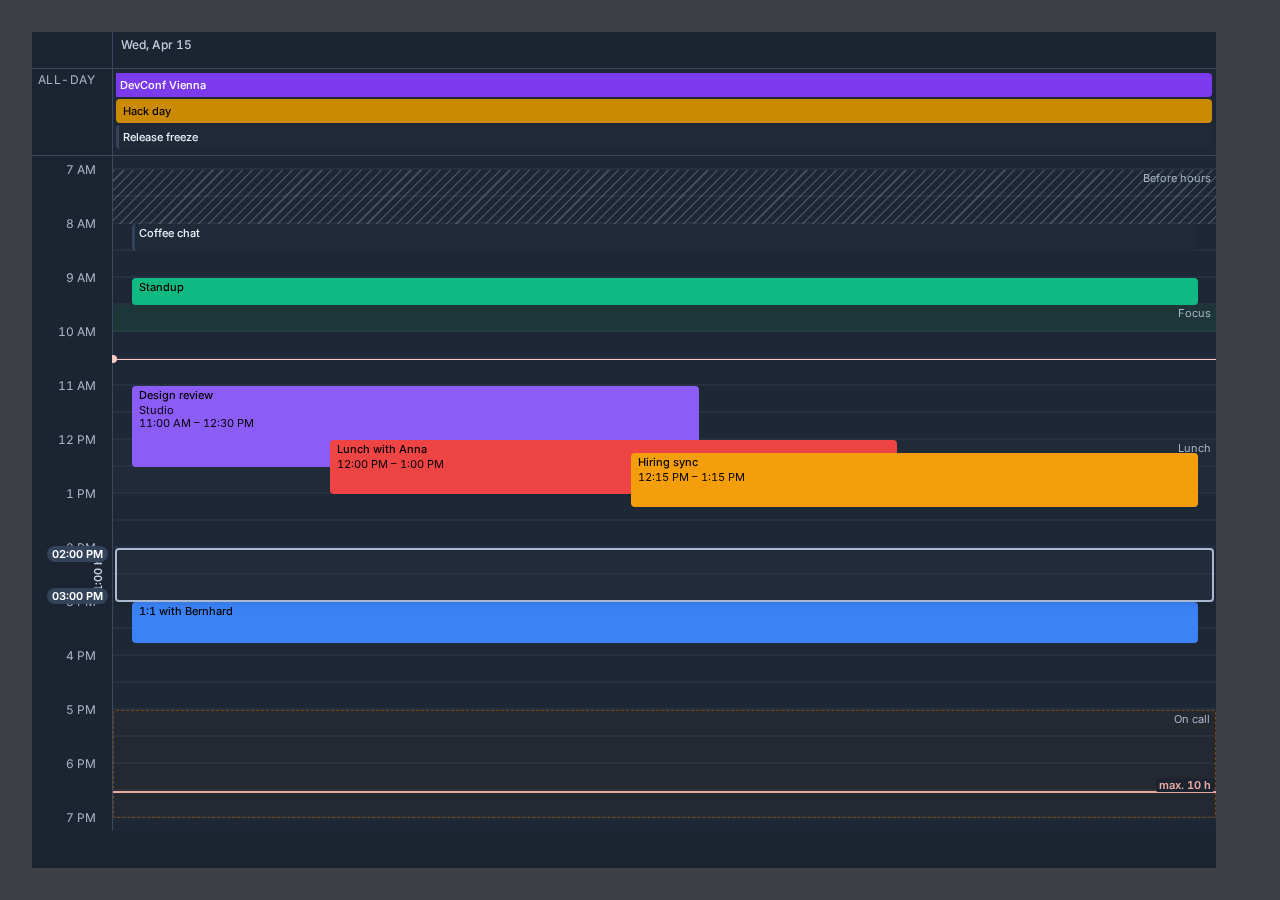 Wed, Apr 15
ALL-DAY
DevConf Vienna
Hack day
Release freeze
7 AM
Before hours
8 AM
Coffee chat
9 AM
Standup
Focus
10 AM
11 AM
Design review
Studio
11:00 AM – 12:30 PM
12 PM
Lunch with Anna
12:00 PM – 1:00 PM
Lunch
Hiring sync
12:15 PM – 1:15 PM
1 PM
02:00 PM
03:00 PM
1:1 with Bernhard
4 PM
5 PM
On call
6 PM
max. 10 h
7 PM